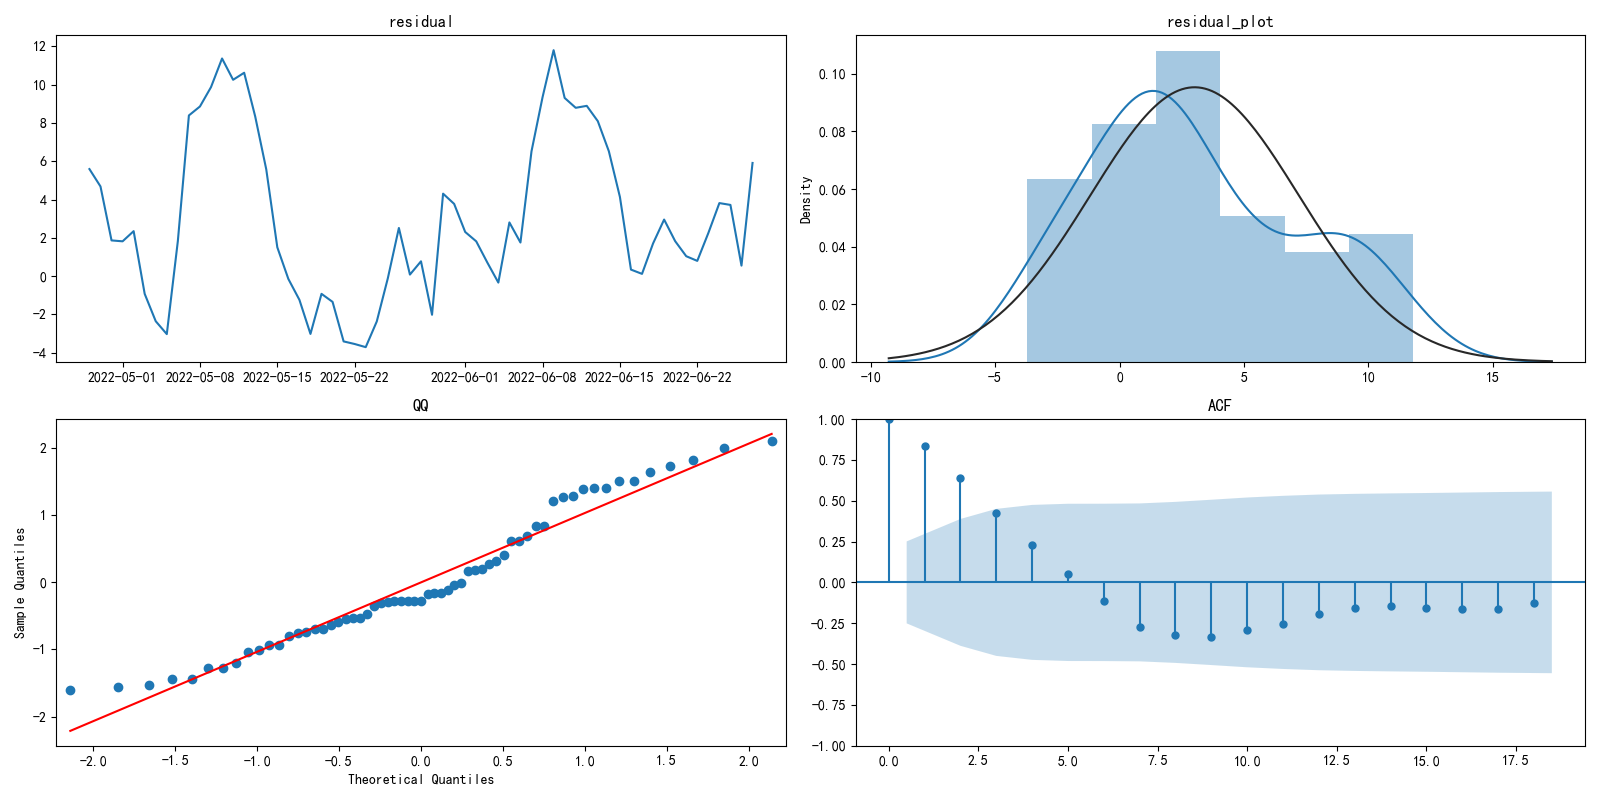 residual
12
10
8
6
4
2
0
−2
−4
2022-05-01 2022-05-08 2022-05-15 2022-05-22 2022-06-01 2022-06-08 2022-06-15 2022-06-22
residual_plot
Density
0.10
0.08
0.06
0.04
0.02
0.00
−10 −5 0 5 10 15
QQ
Sample Quantiles
2
1
0
−1
−2
−2.0 −1.5 −1.0 −0.5 0.0 0.5 1.0 1.5 2.0
Theoretical Quantiles
ACF
1.00
0.75
0.50
0.25
0.00
−0.25
−0.50
−0.75
−1.00
0.0 2.5 5.0 7.5 10.0 12.5 15.0 17.5